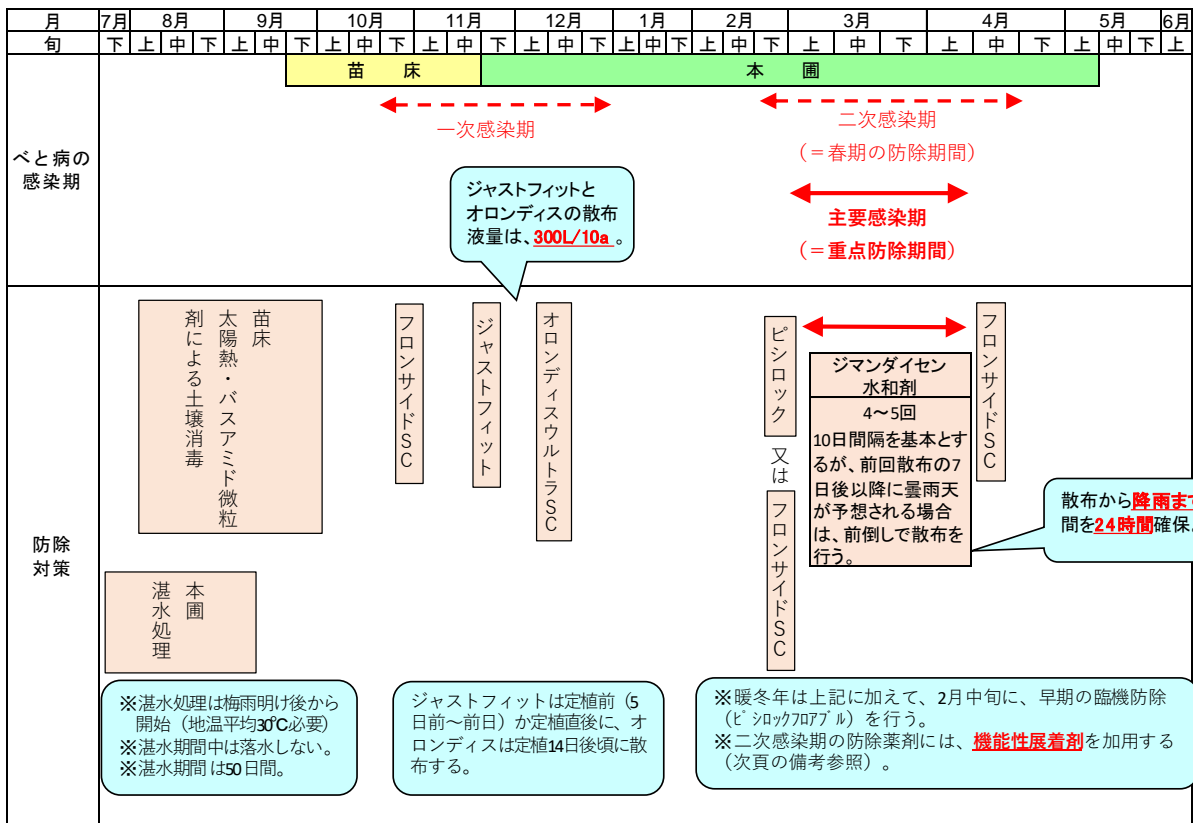 月 7月 8月 9月 10月 11月 12月 1月 2月 3月 4月 5月 6月
旬 下 上 中 下 上 中 下 上 中 下 上 中 下 上 中 下 上 中 下 上 中 下 上 中 下 上 中 下 上 中 下 上
苗 床 本 圃
べと病の
感染期
一次感染期
二次感染期
(=春期の防除期間)
主要感染期
(=重点防除期間)
ジャストフィットと
オロンディスの散布
液量は、300L/10a 。
防除
対策
苗床
太陽熱・バスアミド微粒
剤による土壌消毒
本圃
湛水処理
フロンサイドSC
ジャストフィット
オロンディスウルトラSC
ピシロック
又は
フロンサイドSC
ジマンダイセン
水和剤
4~5回
10日間隔を基本とす
るが、前回散布の7
日後以降に曇雨天
が予想される場合
は、前倒しで散布を
行う。
フロンサイドSC
散布から降雨まで
間を24時間確保
※湛水処理は梅雨明け後から
開始(地温平均30℃必要)
※湛水期間中は落水しない。
※湛水期間は50日間。
ジャストフィットは定植前(5
日前~前日)か定植直後に、オ
ロンディスは定植14日後頃に散
布する。
※暖冬年は上記に加えて、2月中旬に、早期の臨機防除
(ピシロックフロアブル)を行う。
※二次感染期の防除薬剤には、機能性展着剤を加用する
(次頁の備考参照)。